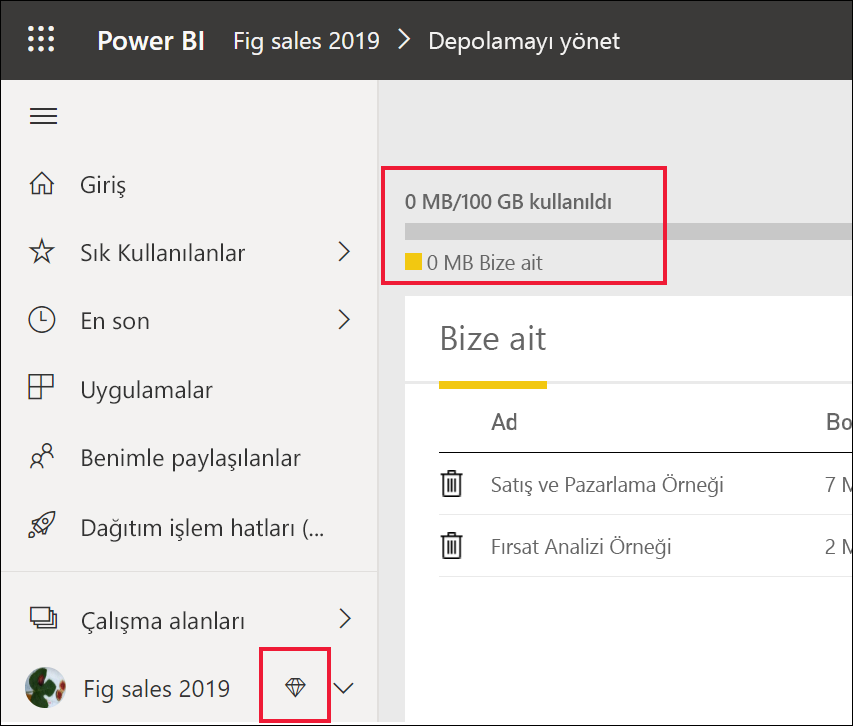 Power BI Fig sales 2019 > Depolamayı yönet
Giriş
Sık Kullanılanlar
En son
Uygulamalar
Benimle paylaşılanlar
Dağıtım işlem hatları (...
Çalışma alanları
Fig sales 2019
0 MB/100 GB kullanıldı
0 MB Bize ait
Bize ait
Ad Bo
Satış ve Pazarlama Örneği 7 M
Fırsat Analizi Örneği 2 M